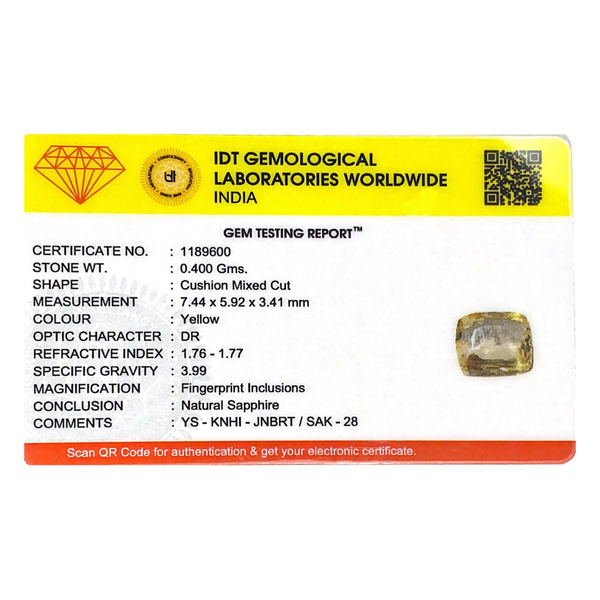 IDT GEMOLOGICAL
LABORATORIES WORLDWIDE
INDIA
GEM TESTING REPORT™
CERTIFICATE NO. : 1189600
STONE WT. : 0.400 Gms.
SHAPE : Cushion Mixed Cut
MEASUREMENT : 7.44 x 5.92 x 3.41 mm
COLOUR : Yellow
OPTIC CHARACTER : DR
REFRACTIVE INDEX : 1.76 - 1.77
SPECIFIC GRAVITY : 3.99
MAGNIFICATION : Fingerprint Inclusions
CONCLUSION : Natural Sapphire
COMMENTS : YS - KNHI - JNBRT / SAK - 28
Scan QR Code for authentication & get your electronic certificate.